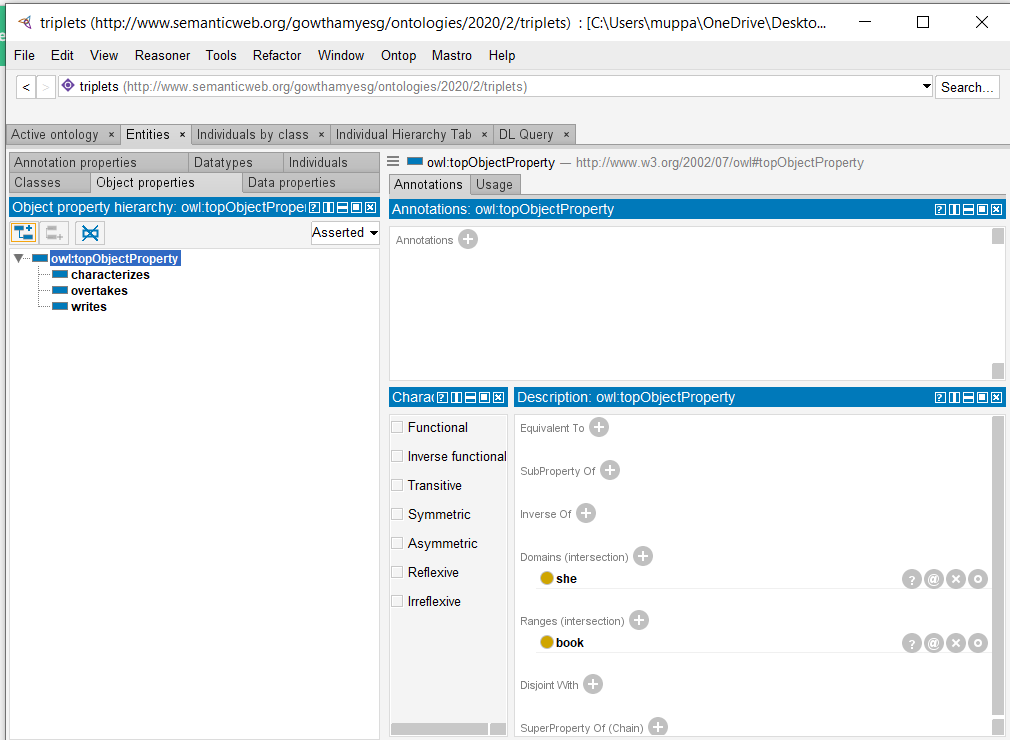 triplets (http://www.semanticweb.org/gowthamyesg/ontologies/2020/2/triplets) : [C:\Users\muppa\OneDrive\Deskto...
File Edit View Reasoner Tools Refactor Window Ontop Mastro Help
< > triplets (http://www.semanticweb.org/gowthamyesg/ontologies/2020/2/triplets) Search...
Active ontology × Entities × Individuals by class × Individual Hierarchy Tab × DL Query ×
Annotation properties Datatypes Individuals
Classes Object properties Data properties
Object property hierarchy: owl:topObjectProper
Asserted
owl:topObjectProperty
characterizes
overtakes
writes
owl:topObjectProperty — http://www.w3.org/2002/07/owl#topObjectProperty
Annotations Usage
Annotations: owl:topObjectProperty
Annotations
Charac
Functional
Inverse functional
Transitive
Symmetric
Asymmetric
Reflexive
Irreflexive
Description: owl:topObjectProperty
Equivalent To
SubProperty Of
Inverse Of
Domains (intersection)
she
Ranges (intersection)
book
Disjoint With
SuperProperty Of (Chain)